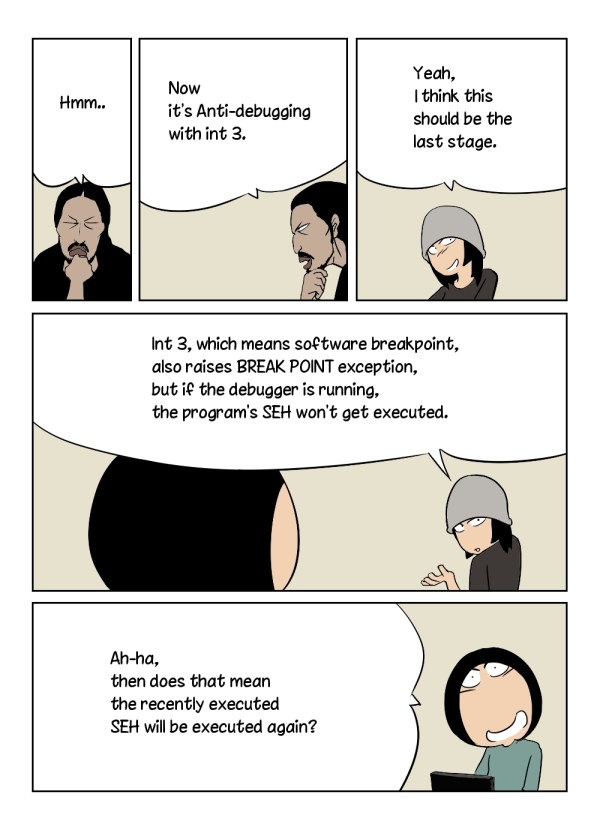 Hmm..
Now
it's Anti-debugging
with int 3.
Yeah,
I think this
should be the
last stage.
Int 3, which means software breakpoint,
also raises BREAK POINT exception,
but if the debugger is running,
the program's SEH won't get executed.
Ah-ha,
then does that mean
the recently executed
SEH will be executed again?